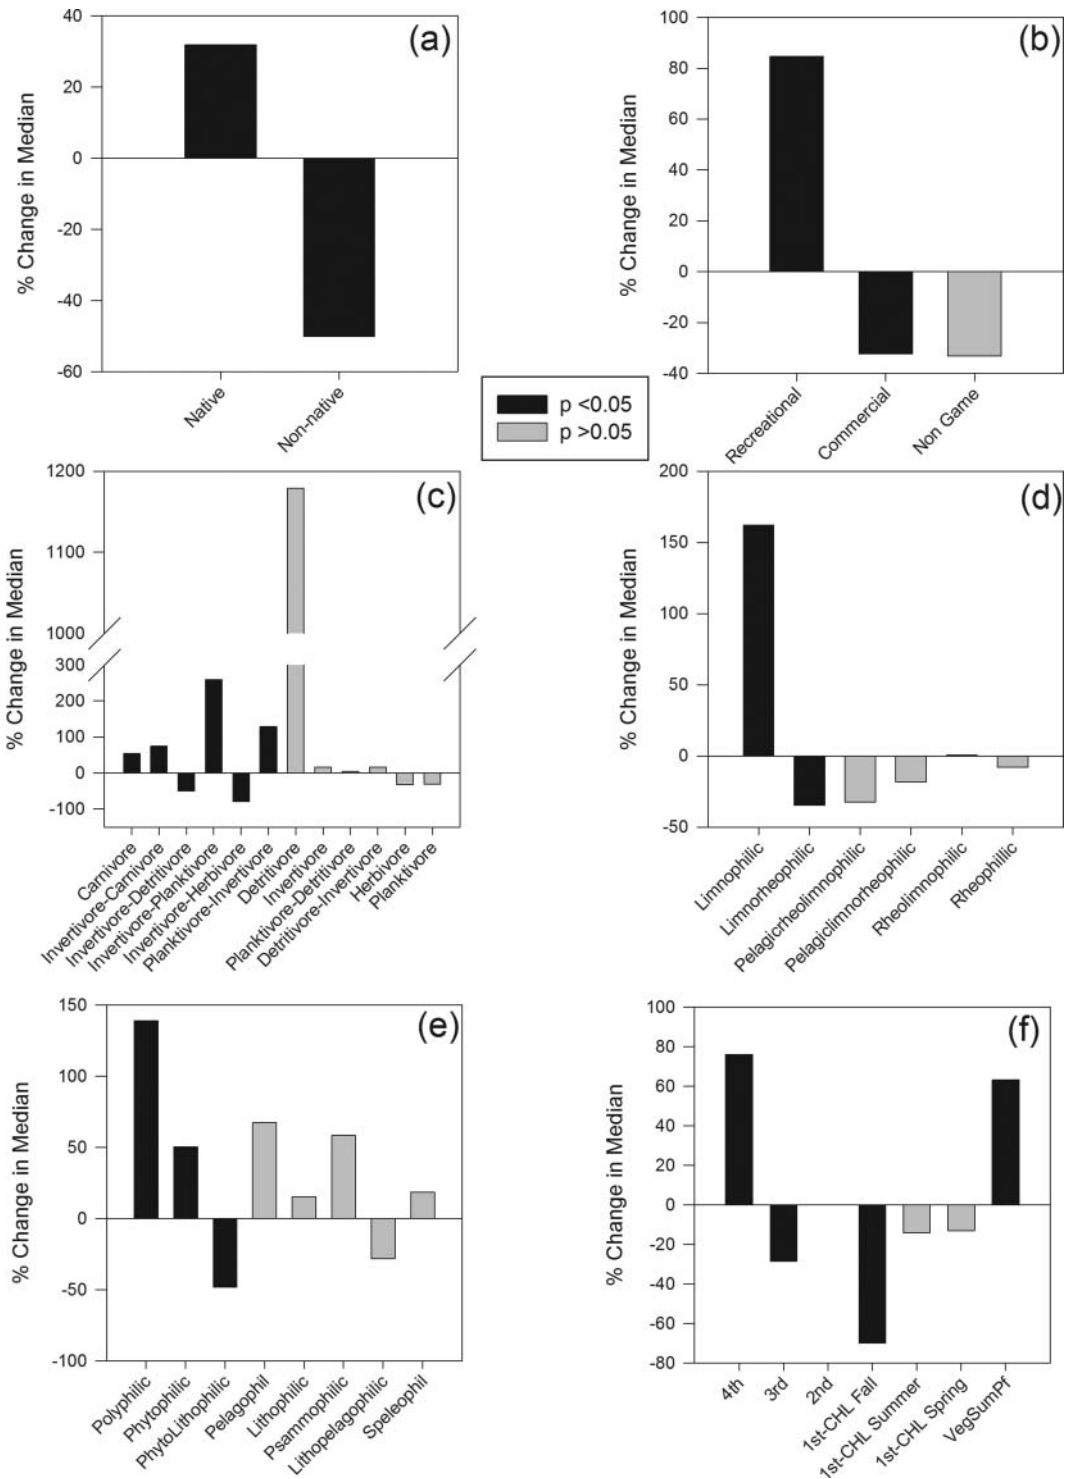 (a)
% Change in Median
40
20
0
-20
-40
-60
Native
Non-native
(b)
% Change in Median
100
80
60
40
20
0
-20
-40
Recreational
Commercial
Non Game
p <0.05
p >0.05
(c)
% Change in Median
1200
1100
1000
300
200
100
0
-100
Carnivore
Invertivore-Carnivore
Invertivore-Detritivore
Invertivore-Planktivore
Invertivore-Herbivore
Planktivore-Invertivore
Detritivore
Invertivore
Planktivore-Detritivore
Detritivore-Invertivore
Herbivore
Planktivore
(d)
% Change in Median
200
150
100
50
0
-50
Limnophilic
Limnorheophilic
Pelagicrheolimnophilic
Pelagiclimnorheophilic
Rheolimnophilic
Rheophilic
(e)
% Change in Median
150
100
50
0
-50
-100
Polyphilic
Phytophilic
PhytoLithophilic
Pelagophil
Lithophilic
Psammophilic
Lithopelagophilic
Speleophil
(f)
% Change in Median
100
80
60
40
20
0
-20
-40
-60
-80
4th
3rd
2nd
1st-CHL Fall
1st-CHL Summer
1st-CHL Spring
VegSumPf